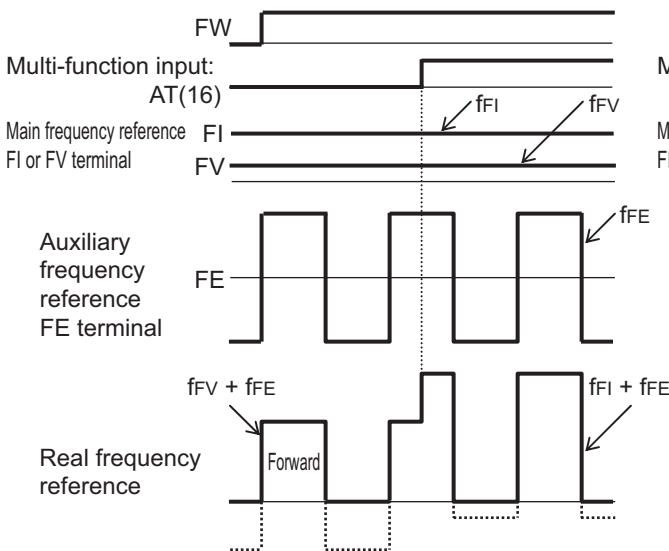 FW
Multi-function input:
AT(16)
fFI
fFV
Main frequency reference FI
FI or FV terminal
FV
M
M
FI
fFE
Auxiliary
frequency
reference
FE terminal
FE
fFV + fFE
fFI + fFE
Real frequency
reference
Forward